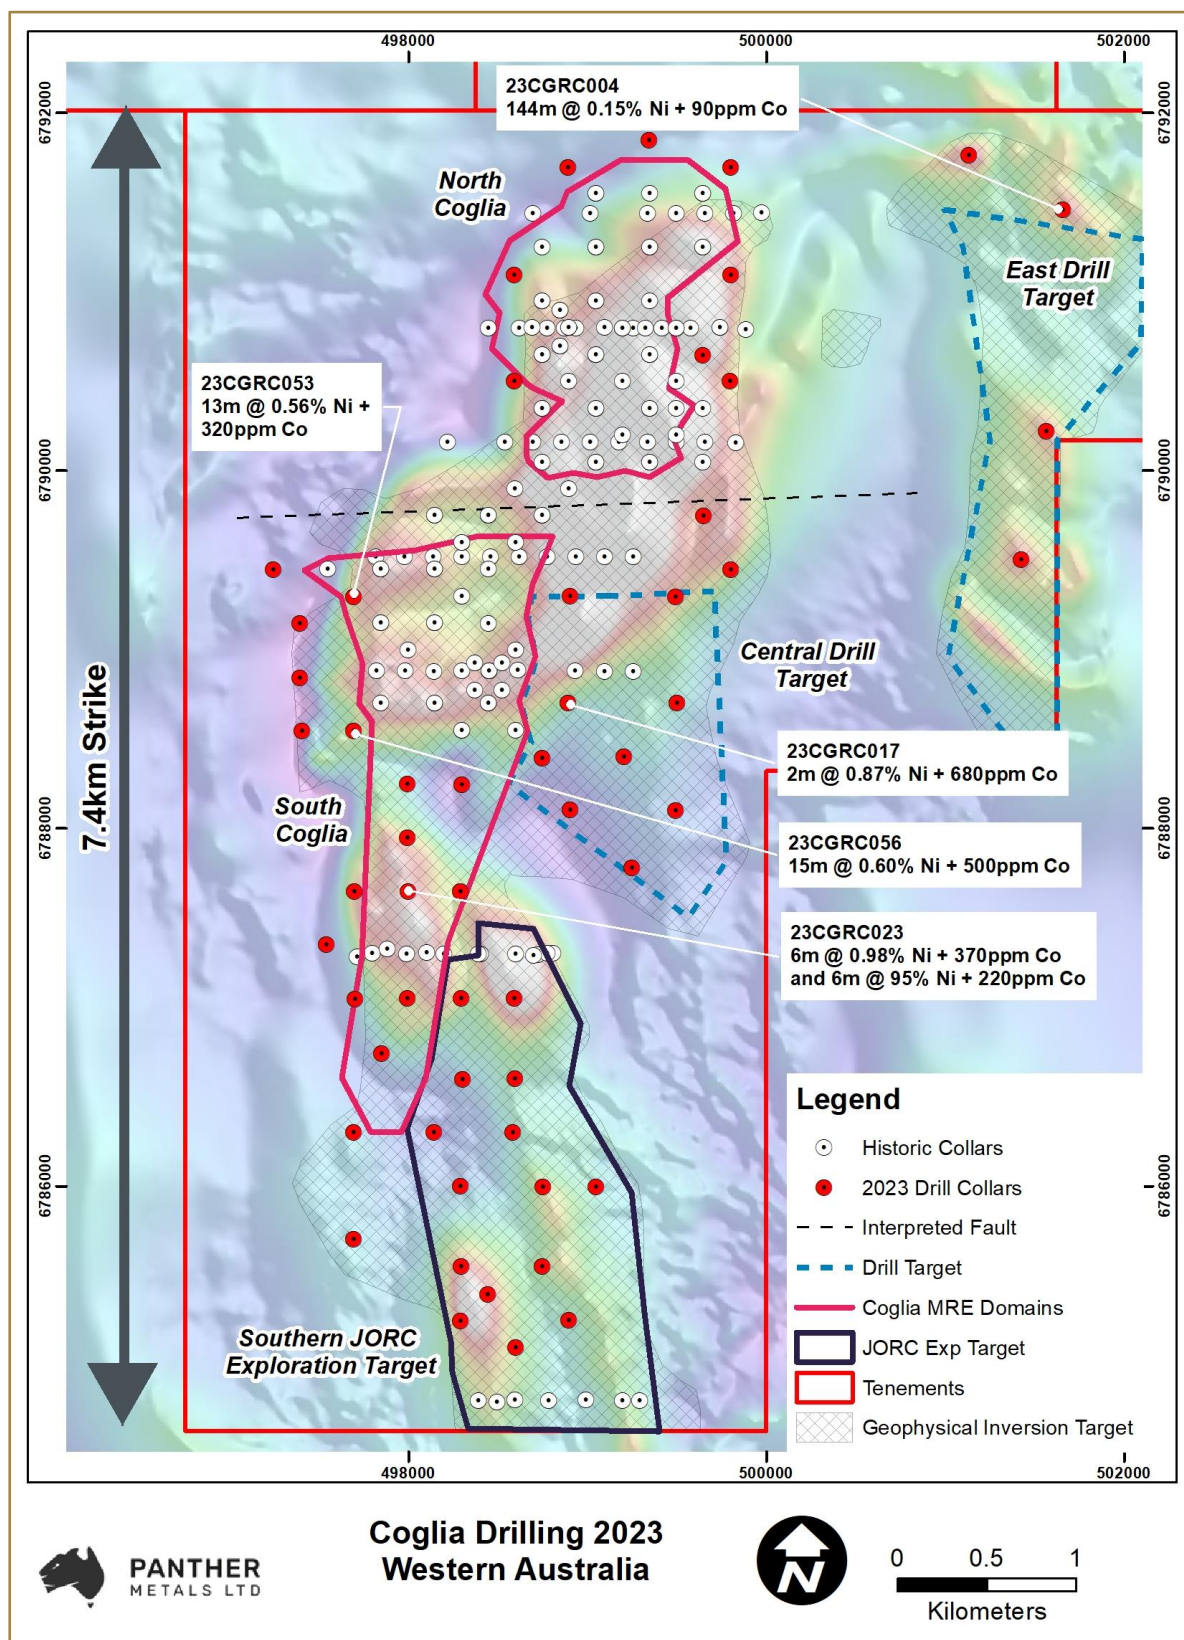 498000
500000
502000
6792000
6792000
23CGRC004
144m @ 0.15% Ni + 90ppm Co
North
Coglia
East Drill
Target
23CGRC053
13m @ 0.56% Ni +
320ppm Co
6790000
6790000
7.4km Strike
Central Drill
Target
23CGRC017
2m @ 0.87% Ni + 680ppm Co
South
Coglia
6788000
6788000
23CGRC056
15m @ 0.60% Ni + 500ppm Co
23CGRC023
6m @ 0.98% Ni + 370ppm Co
and 6m @ 95% Ni + 220ppm Co
Legend
Historic Collars
2023 Drill Collars
Interpreted Fault
Drill Target
Coglia MRE Domains
JORC Exp Target
Tenements
Geophysical Inversion Target
6786000
6786000
Southern JORC
Exploration Target
498000
500000
502000
PANTHER
METALS LTD
Coglia Drilling 2023
Western Australia
N
0 0.5 1
Kilometers